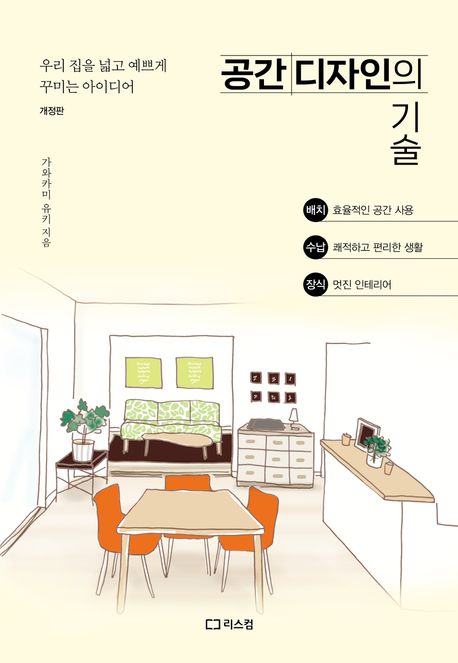 우리 집을 넓고 예쁘게
꾸미는 아이디어
개정판
가와카미 유키 지음
공간 디자인의
기술
배치 효율적인 공간 사용
수납 쾌적하고 편리한 생활
장식 멋진 인테리어
리스컴